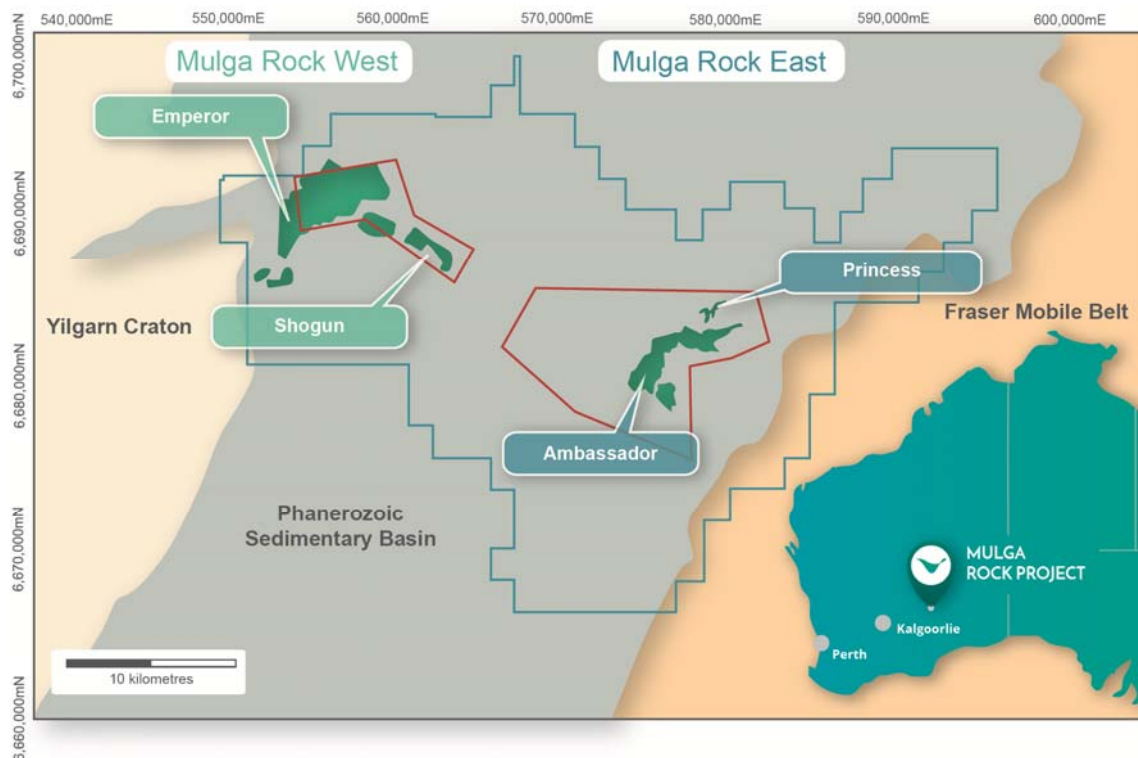 540,000mE
550,000mE
560,000mE
570,000mE
580,000mE
590,000mE
600,000mE
6,700,000mN
6,690,000mN
6,680,000mN
6,670,000mN
6,660,000mN
Mulga Rock West
Mulga Rock East
Emperor
Princess
Shogun
Yilgarn Craton
Fraser Mobile Belt
Ambassador
Phanerozoic
Sedimentary Basin
MULGA
ROCK PROJECT
Kalgoorlie
Perth
10 kilometres